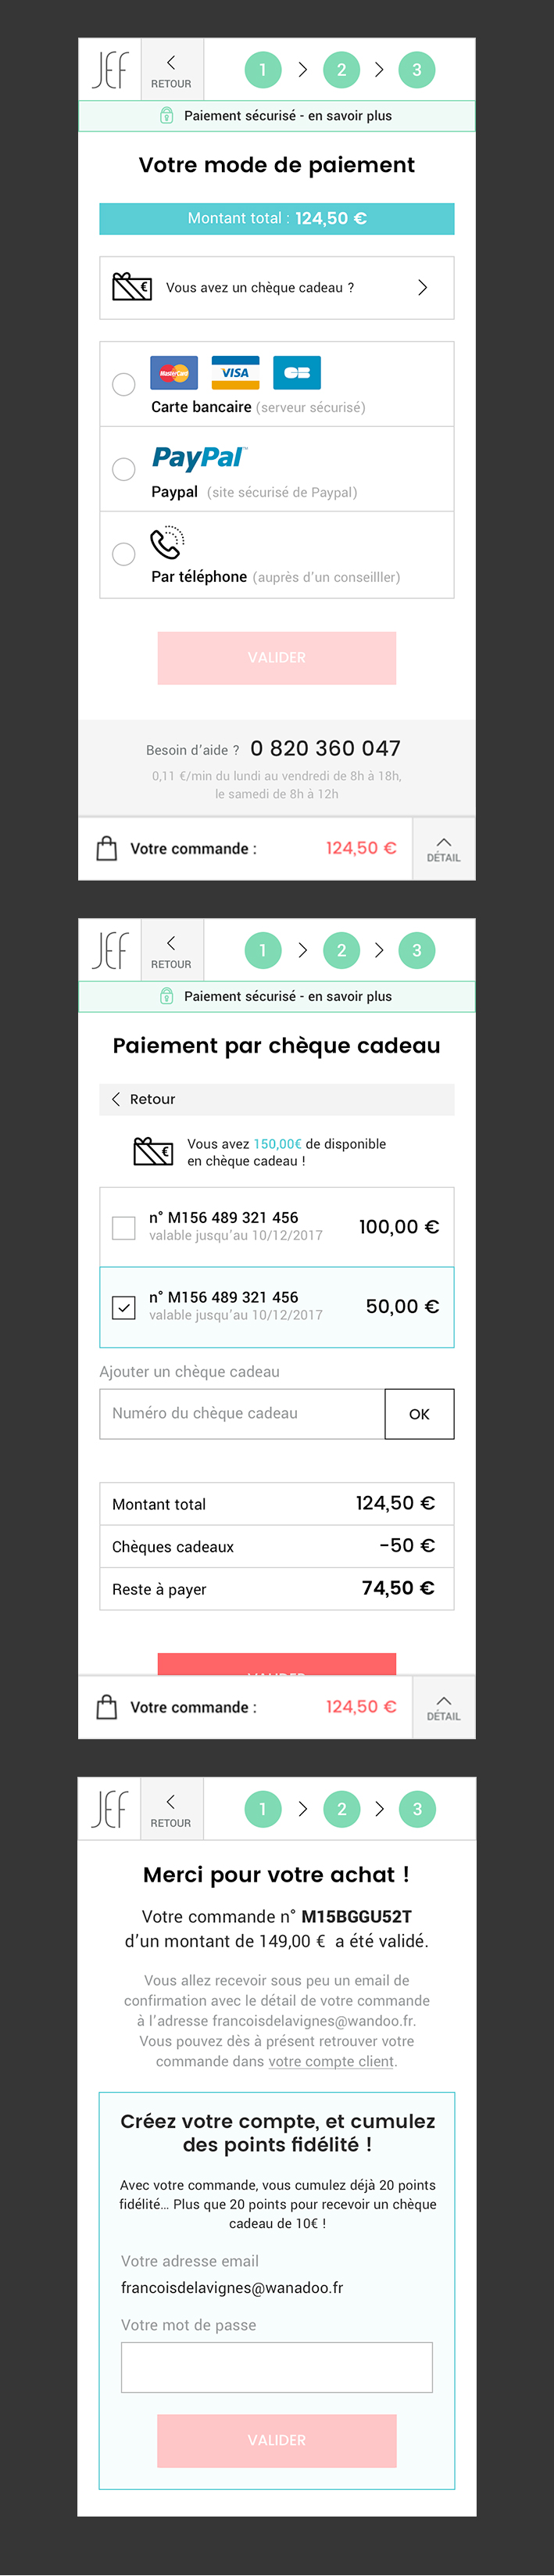 JEF
RETOUR
1 > 2 > 3
Paiement sécurisé - en savoir plus
Votre mode de paiement
Montant total : 124,50 €
€ Vous avez un chèque cadeau ?
MasterCard VISA CB
Carte bancaire (serveur sécurisé)
PayPal™
Paypal (site sécurisé de Paypal)
Par téléphone (auprès d'un conseilller)
VALIDER
Besoin d'aide ? 0 820 360 047
0,11 €/min du lundi au vendredi de 8h à 18h,
le samedi de 8h à 12h
Votre commande : 124,50 €
DÉTAIL
JEF
RETOUR
1 > 2 > 3
Paiement sécurisé - en savoir plus
Paiement par chèque cadeau
< Retour
€ Vous avez 150,00€ de disponible
en chèque cadeau !
n° M156 489 321 456 100,00 €
valable jusqu'au 10/12/2017
n° M156 489 321 456 50,00 €
valable jusqu'au 10/12/2017
Ajouter un chèque cadeau
Numéro du chèque cadeau OK
Montant total 124,50 €
Chèques cadeaux -50 €
Reste à payer 74,50 €
VALIDER
Votre commande : 124,50 €
DÉTAIL
JEF
RETOUR
1 > 2 > 3
Merci pour votre achat !
Votre commande n° M15BGGU52T
d'un montant de 149,00 € a été validé.
Vous allez recevoir sous peu un email de
confirmation avec le détail de votre commande
à l'adresse francoisdelavignes@wandoo.fr.
Vous pouvez dès à présent retrouver votre
commande dans votre compte client.
Créez votre compte, et cumulez
des points fidélité !
Avec votre commande, vous cumulez déjà 20 points
fidélité... Plus que 20 points pour recevoir un chèque
cadeau de 10€ !
Votre adresse email
francoisdelavignes@wanadoo.fr
Votre mot de passe
VALIDER